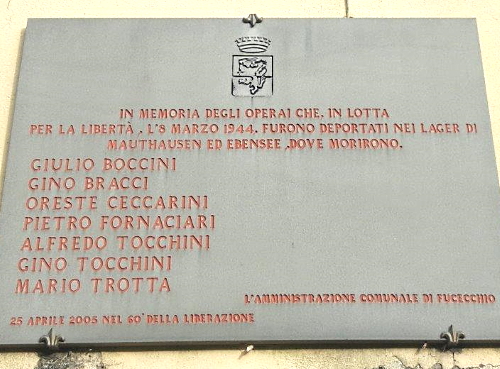 IN MEMORIA DEGLI OPERAI CHE, IN LOTTA
PER LA LIBERTÀ, L'8 MARZO 1944, FURONO DEPORTATI NEI LAGER DI
MAUTHAUSEN ED EBENSEE, DOVE MORIRONO.
GIULIO BOCCINI
GINO BRACCI
ORESTE CECCARINI
PIETRO FORNACIARI
ALFREDO TOCCHINI
GINO TOCCHINI
MARIO TROTTA
L'AMMINISTRAZIONE COMUNALE DI FUCECCHIO
25 APRILE 2005 NEL 60° DELLA LIBERAZIONE